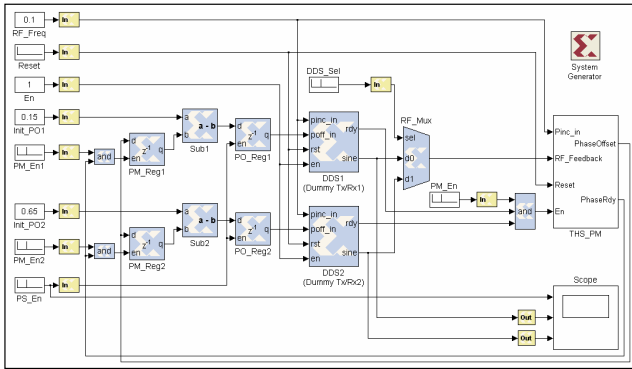 0.1
In
RF_Freq
In
Reset
1
In
En
DDS_Sel
In
System
Generator
0.15
In
Init_PO1
a
a - b
b
Sub1
d
z-1
q
en
PO_Reg1
pinc_in
poff_in
rst
en
rdy
sine
DDS1
(Dummy Tx/Rx1)
RF_Mux
sel
d0
d1
Pinc_in
PhaseOffset
RF_Feedback
Reset
PhaseRdy
En
THS_PM
In
PM_En1
and
d
z-1
q
en
PM_Reg1
PM_En
In
and
0.65
In
Init_PO2
a
a - b
b
Sub2
d
z-1
q
en
PO_Reg2
pinc_in
poff_in
rst
en
rdy
sine
DDS2
(Dummy Tx/Rx2)
In
PM_En2
and
d
z-1
q
en
PM_Reg2
In
PS_En
Scope
Out
Out